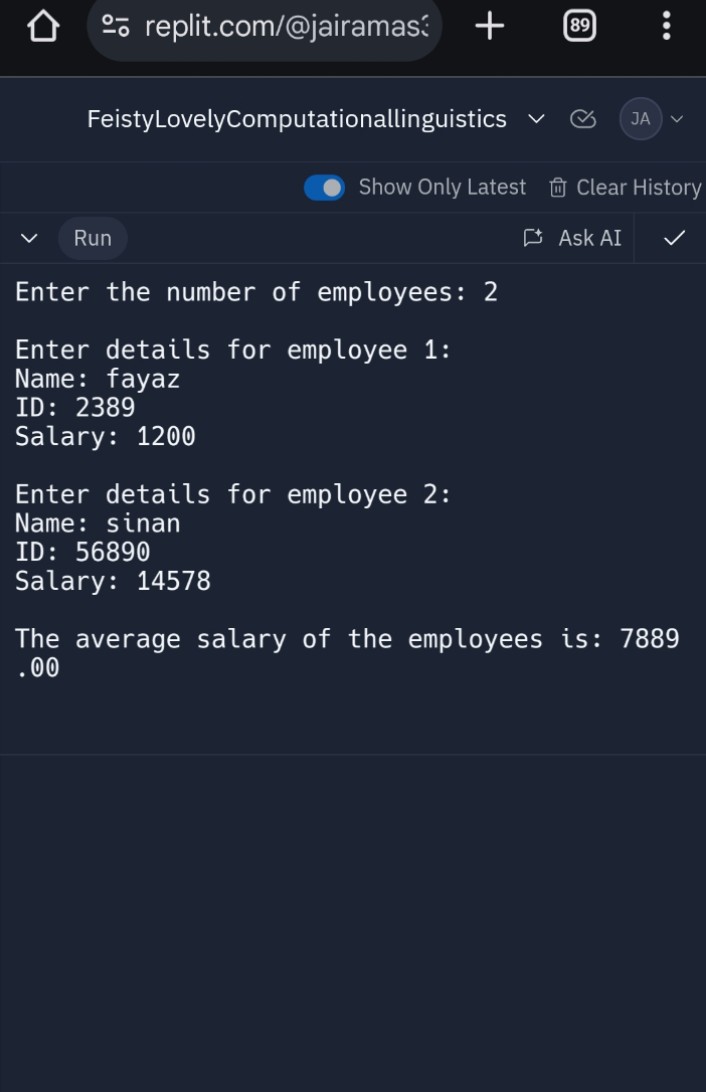 replit.com/@jairamas
89
FeistyLovelyComputationallinguistics
JA
Show Only Latest
Clear History
Run
Ask AI
Enter the number of employees: 2
Enter details for employee 1:
Name: fayaz
ID: 2389
Salary: 1200
Enter details for employee 2:
Name: sinan
ID: 56890
Salary: 14578
The average salary of the employees is: 7889
.00